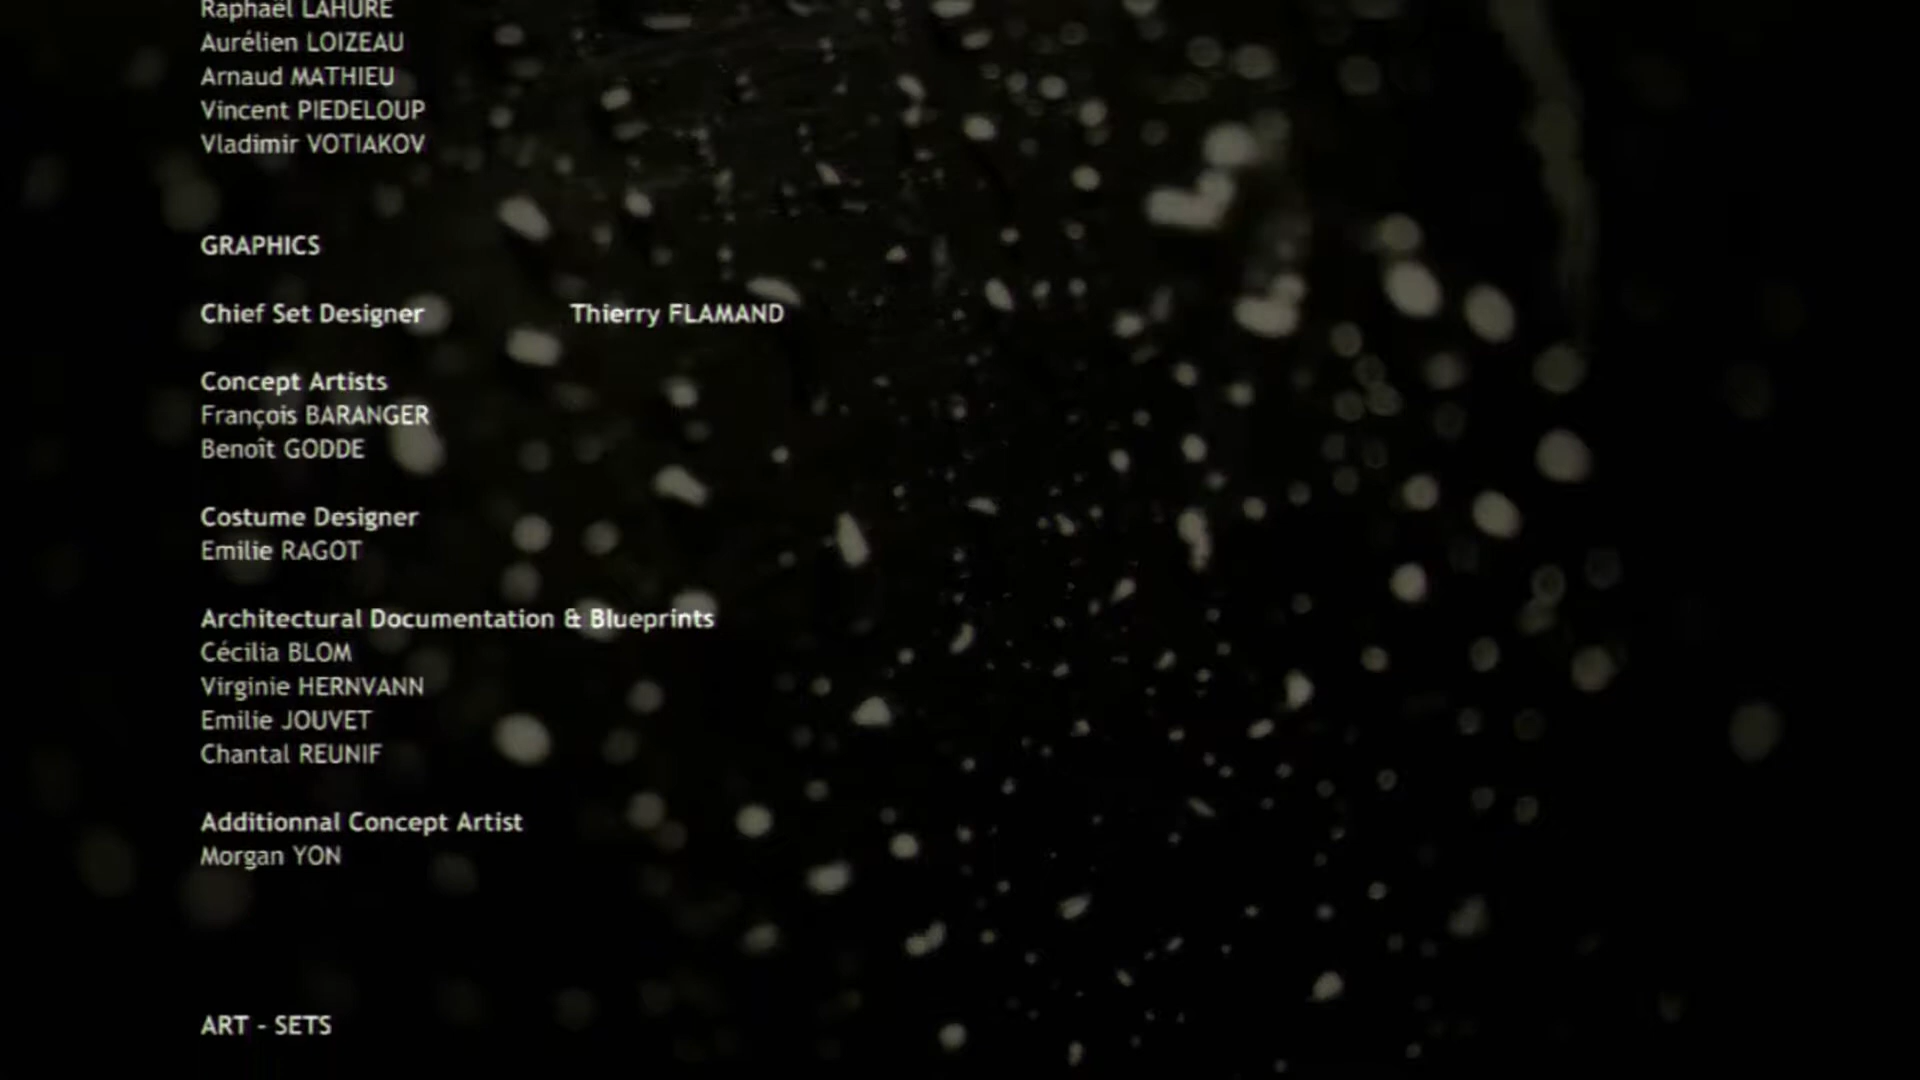 Raphaël LAHURE
Aurélien LOIZEAU
Arnaud MATHIEU
Vincent PIEDELOUP
Vladimir VOTIAKOV
GRAPHICS
Chief Set Designer Thierry FLAMAND
Concept Artists
François BARANGER
Benoît GODDE
Costume Designer
Emilie RAGOT
Architectural Documentation & Blueprints
Cécilia BLOM
Virginie HERNVANN
Emilie JOUVET
Chantal REUNIF
Additionnal Concept Artist
Morgan YON
ART - SETS